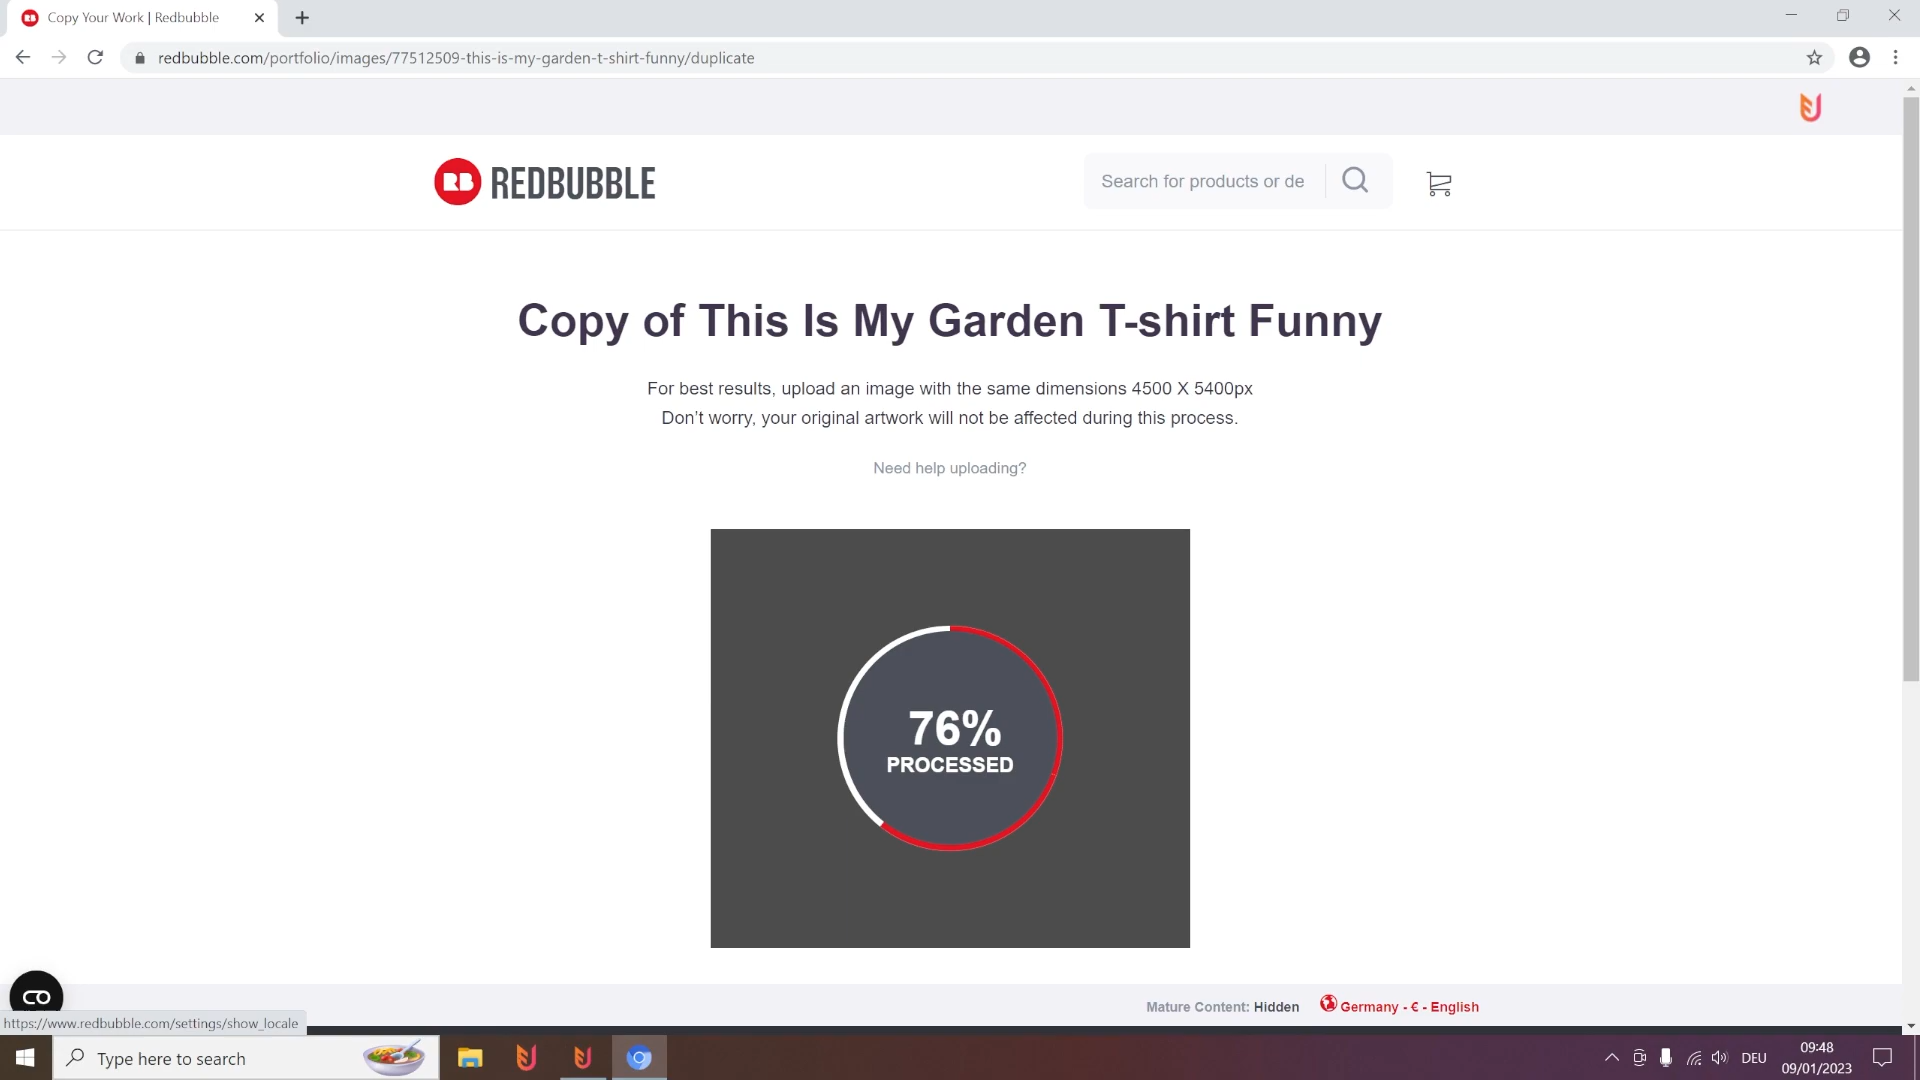 Copy Your Work | Redbubble
redbubble.com/portfolio/images/77512509-this-is-my-garden-t-shirt-funny/duplicate
RB REDBUBBLE
Search for products or de
Copy of This Is My Garden T-shirt Funny
For best results, upload an image with the same dimensions 4500 X 5400px
Don't worry, your original artwork will not be affected during this process.
Need help uploading?
76%
PROCESSED
Mature Content: Hidden
Germany - € - English
https://www.redbubble.com/settings/show_locale
Type here to search
DEU
09:48
09/01/2023